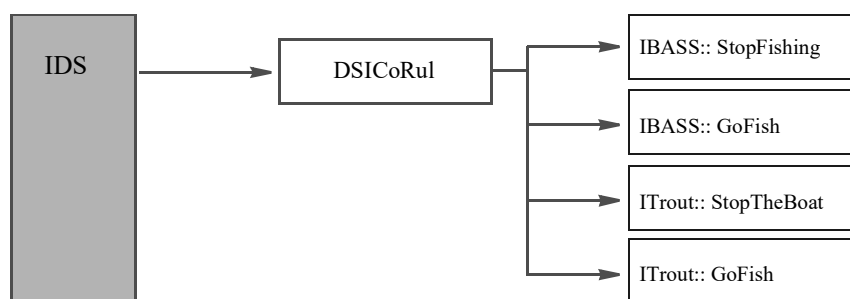 IDS
DSICoRul
IBASS:: StopFishing
IBASS:: GoFish
ITrout:: StopTheBoat
ITrout:: GoFish